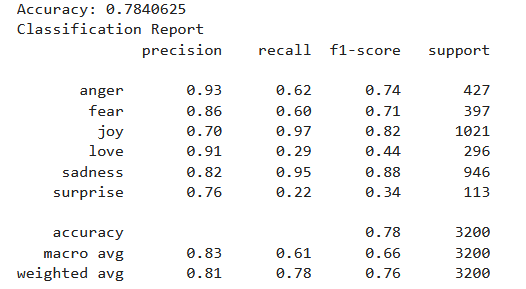 Accuracy: 0.7840625
Classification Report
precision recall f1-score support
anger 0.93 0.62 0.74 427
fear 0.86 0.60 0.71 397
joy 0.70 0.97 0.82 1021
love 0.91 0.29 0.44 296
sadness 0.82 0.95 0.88 946
surprise 0.76 0.22 0.34 113
accuracy 0.78 3200
macro avg 0.83 0.61 0.66 3200
weighted avg 0.81 0.78 0.76 3200